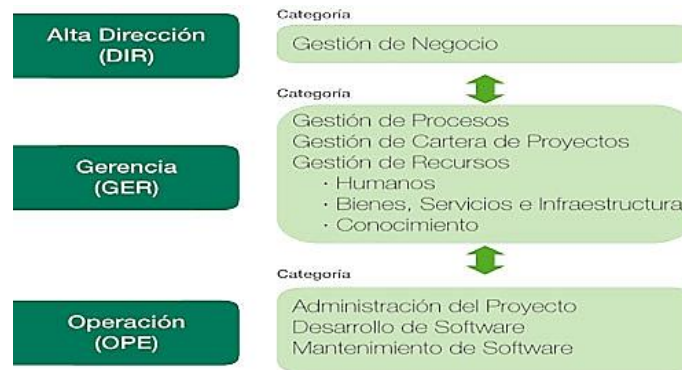 Alta Dirección
(DIR)
Categoría
Gestión de Negocio
Gerencia
(GER)
Categoría
Gestión de Procesos
Gestión de Cartera de Proyectos
Gestión de Recursos
· Humanos
· Bienes, Servicios e Infraestructura
· Conocimiento
Operación
(OPE)
Categoría
Administración del Proyecto
Desarrollo de Software
Mantenimiento de Software